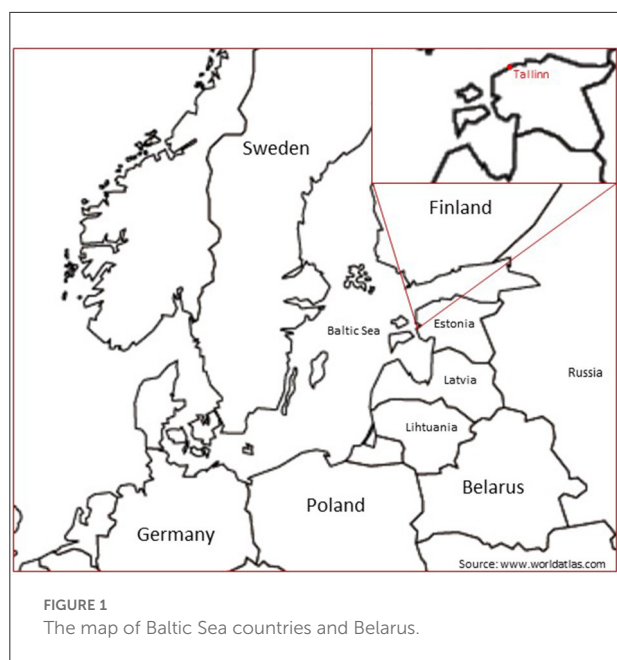 Tallinn
Sweden
Finland
Baltic Sea
Estonia
Russia
Latvia
Lihtuania
Belarus
Poland
Germany
Source: www.worldatlas.com
FIGURE 1
The map of Baltic Sea countries and Belarus.